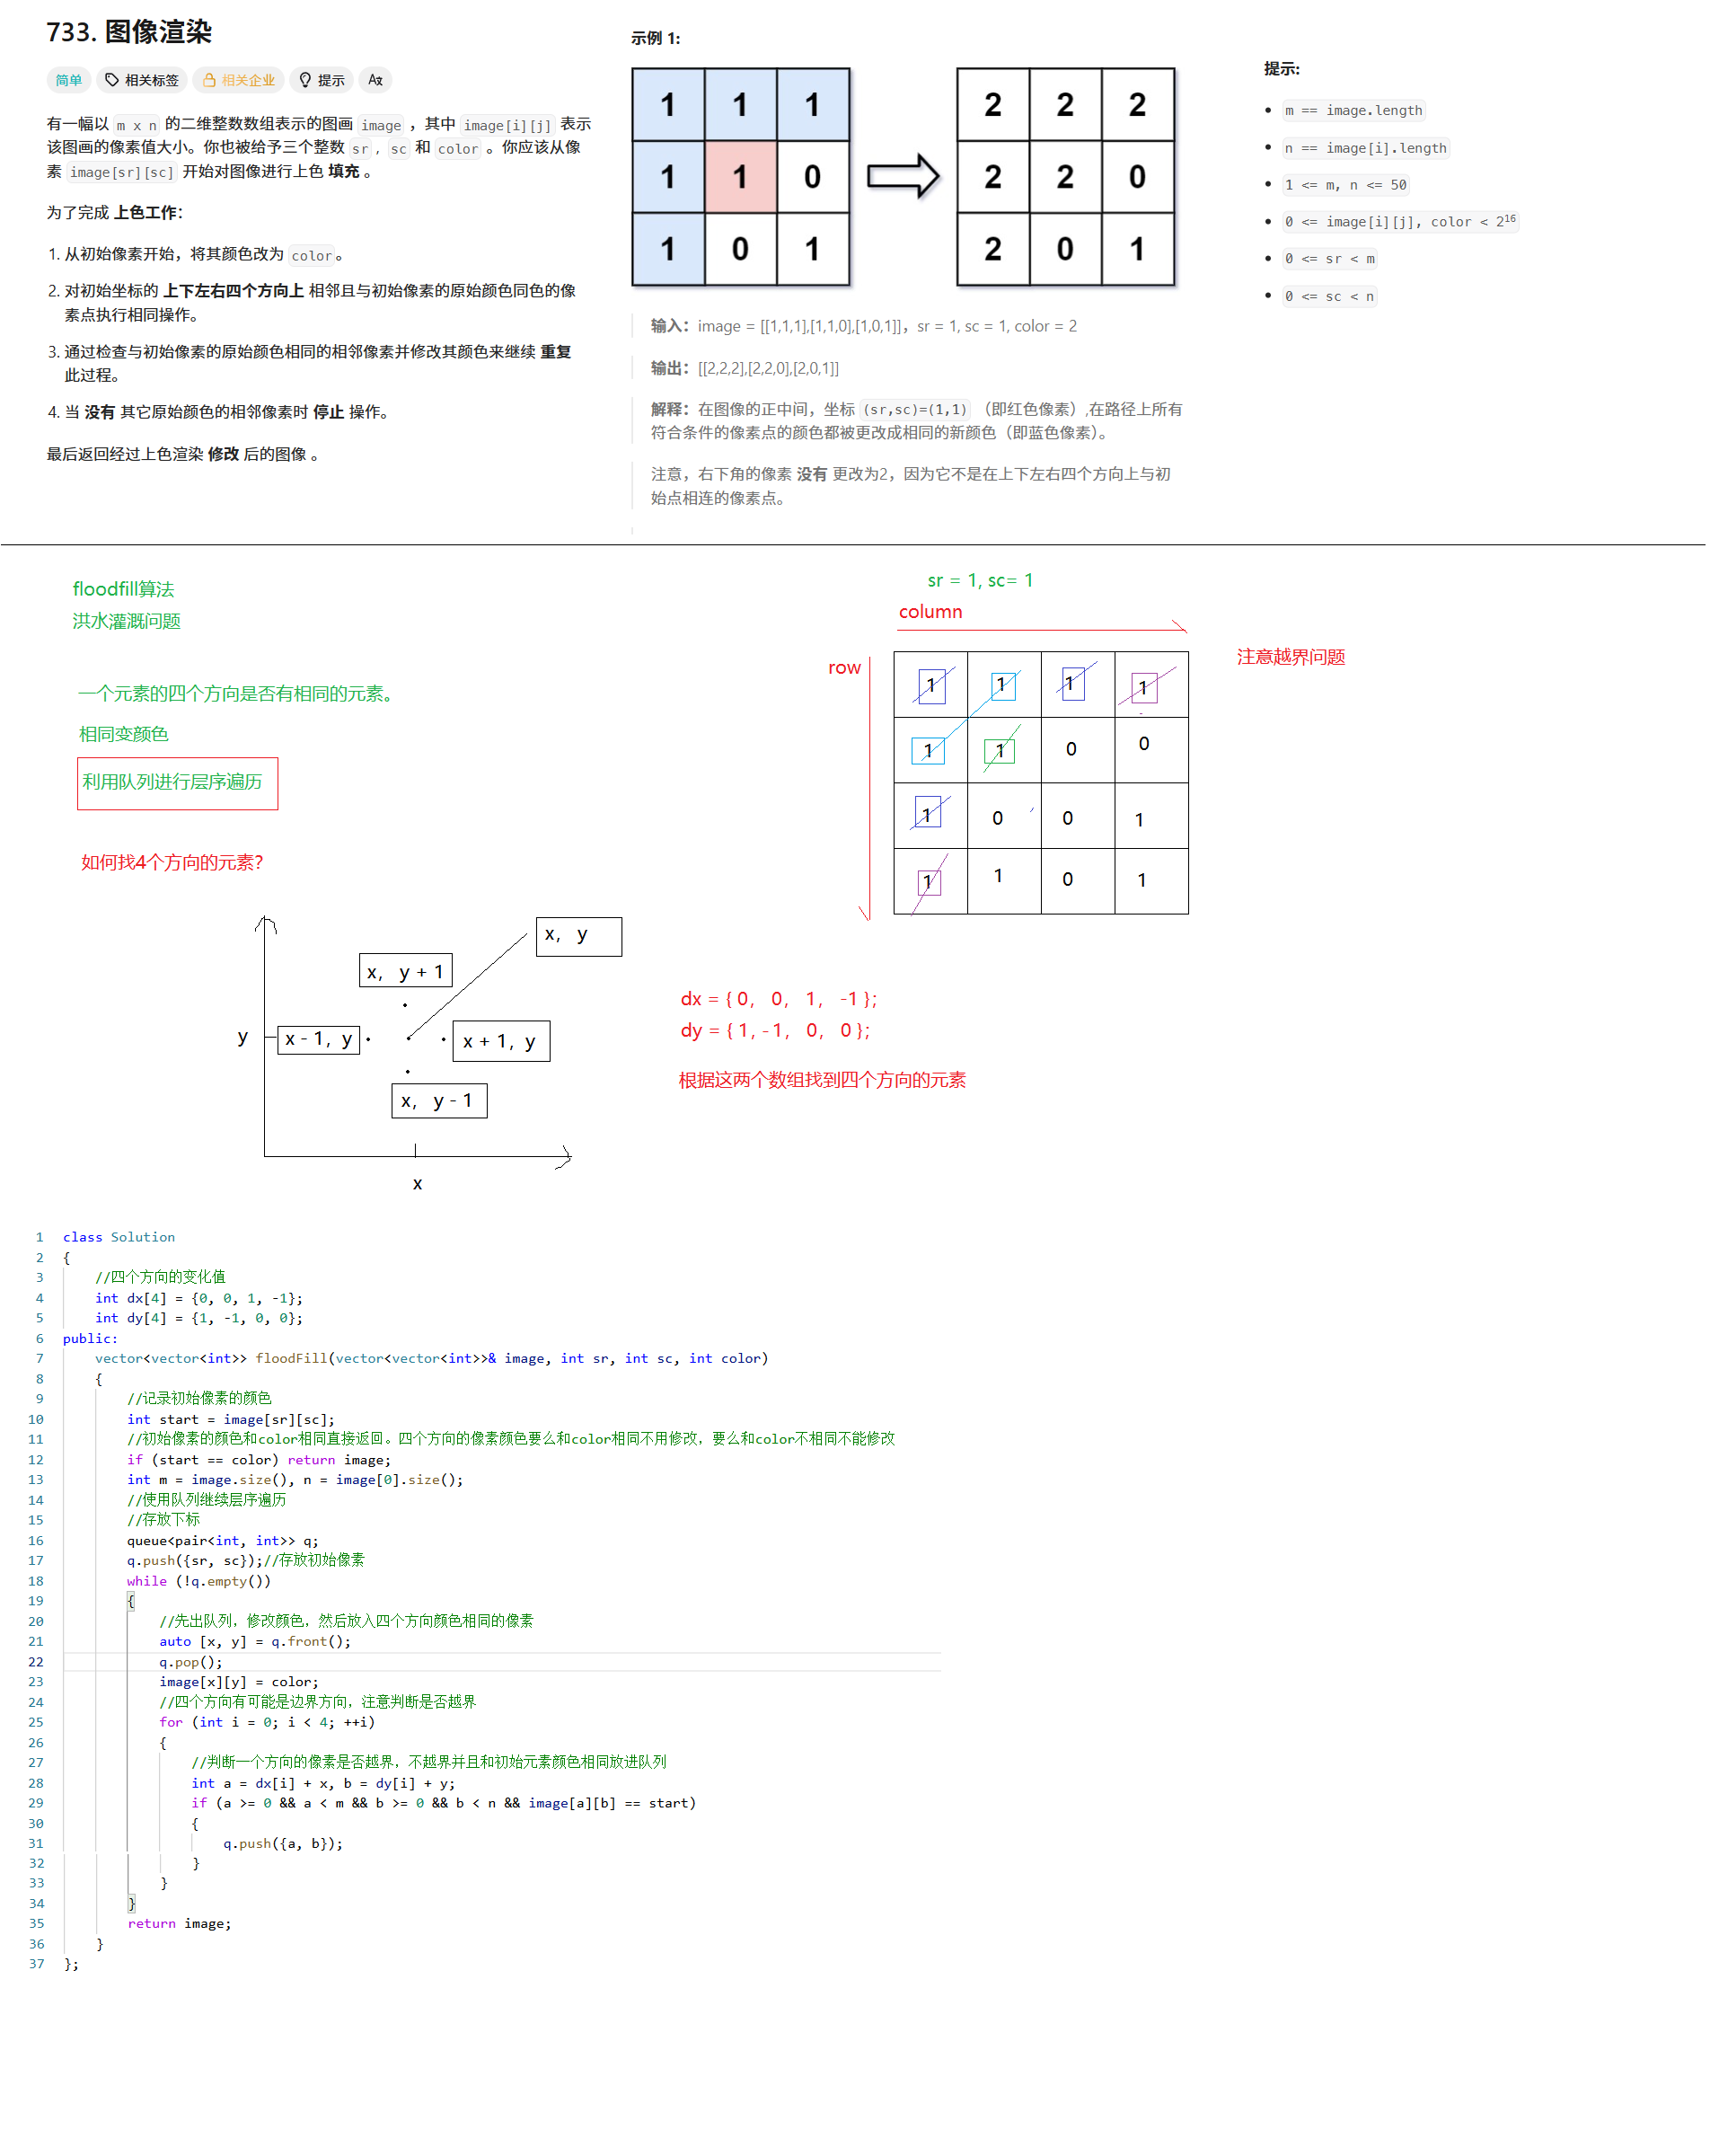 733. 图像渲染
简单 相关标签 相关企业 提示 Aあ
有一幅以 m x n 的二维整数数组表示的图画 image ，其中 image[i][j] 表示
该图画的像素值大小。你也被给予三个整数 sr , sc 和 color 。你应该从像
素 image[sr][sc] 开始对图像进行上色 填充 。
为了完成 上色工作：
1. 从初始像素开始，将其颜色改为 color。
2. 对初始坐标的 上下左右四个方向上 相邻且与初始像素的原始颜色同色的像
素点执行相同操作。
3. 通过检查与初始像素的原始颜色相同的相邻像素并修改其颜色来继续 重复
此过程。
4. 当 没有 其它原始颜色的相邻像素时 停止 操作。
最后返回经过上色渲染 修改 后的图像 。
示例 1:
1 1 1
1 1 0
1 0 1
2 2 2
2 2 0
2 0 1
输入：image = [[1,1,1],[1,1,0],[1,0,1]]，sr = 1, sc = 1, color = 2
输出：[[2,2,2],[2,2,0],[2,0,1]]
解释：在图像的正中间，坐标 (sr,sc)=(1,1) （即红色像素）,在路径上所有
符合条件的像素点的颜色都被更改成相同的新颜色（即蓝色像素）。
注意，右下角的像素 没有 更改为2，因为它不是在上下左右四个方向上与初
始点相连的像素点。
提示:
m == image.length
n == image[i].length
1 <= m, n <= 50
0 <= image[i][j], color < 2¹⁶
0 <= sr < m
0 <= sc < n
floodfill算法
洪水灌溉问题
一个元素的四个方向是否有相同的元素。
相同变颜色
利用队列进行层序遍历
如何找4个方向的元素?
sr = 1, sc= 1
column
row
注意越界问题
1 1 1 1
1 1 0 0
1 0 0 1
1 1 0 1
x, y
x, y + 1
y
x - 1, y
x + 1, y
x, y - 1
x
dx = { 0, 0, 1, -1 };
dy = { 1, -1, 0, 0 };
根据这两个数组找到四个方向的元素
1 class Solution
2 {
3 //四个方向的变化值
4 int dx[4] = {0, 0, 1, -1};
5 int dy[4] = {1, -1, 0, 0};
6 public:
7 vector<vector<int>> floodFill(vector<vector<int>>& image, int sr, int sc, int color)
8 {
9 //记录初始像素的颜色
10 int start = image[sr][sc];
11 //初始像素的颜色和color相同直接返回。四个方向的像素颜色要么和color相同不用修改，要么和color不相同不能修改
12 if (start == color) return image;
13 int m = image.size(), n = image[0].size();
14 //使用队列继续层序遍历
15 //存放下标
16 queue<pair<int, int>> q;
17 q.push({sr, sc});//存放初始像素
18 while (!q.empty())
19 {
20 //先出队列，修改颜色，然后放入四个方向颜色相同的像素
21 auto [x, y] = q.front();
22 q.pop();
23 image[x][y] = color;
24 //四个方向有可能是边界方向，注意判断是否越界
25 for (int i = 0; i < 4; ++i)
26 {
27 //判断一个方向的像素是否越界，不越界并且和初始元素颜色相同放进队列
28 int a = dx[i] + x, b = dy[i] + y;
29 if (a >= 0 && a < m && b >= 0 && b < n && image[a][b] == start)
30 {
31 q.push({a, b});
32 }
33 }
34 }
35 return image;
36 }
37 };